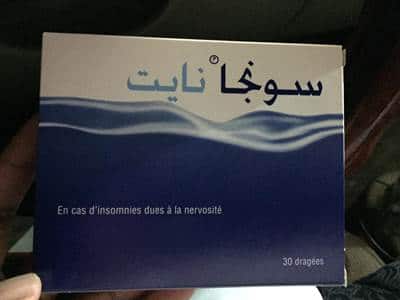 سونجا® نايت
En cas d'insomnies dues à la nervosité
30 dragées